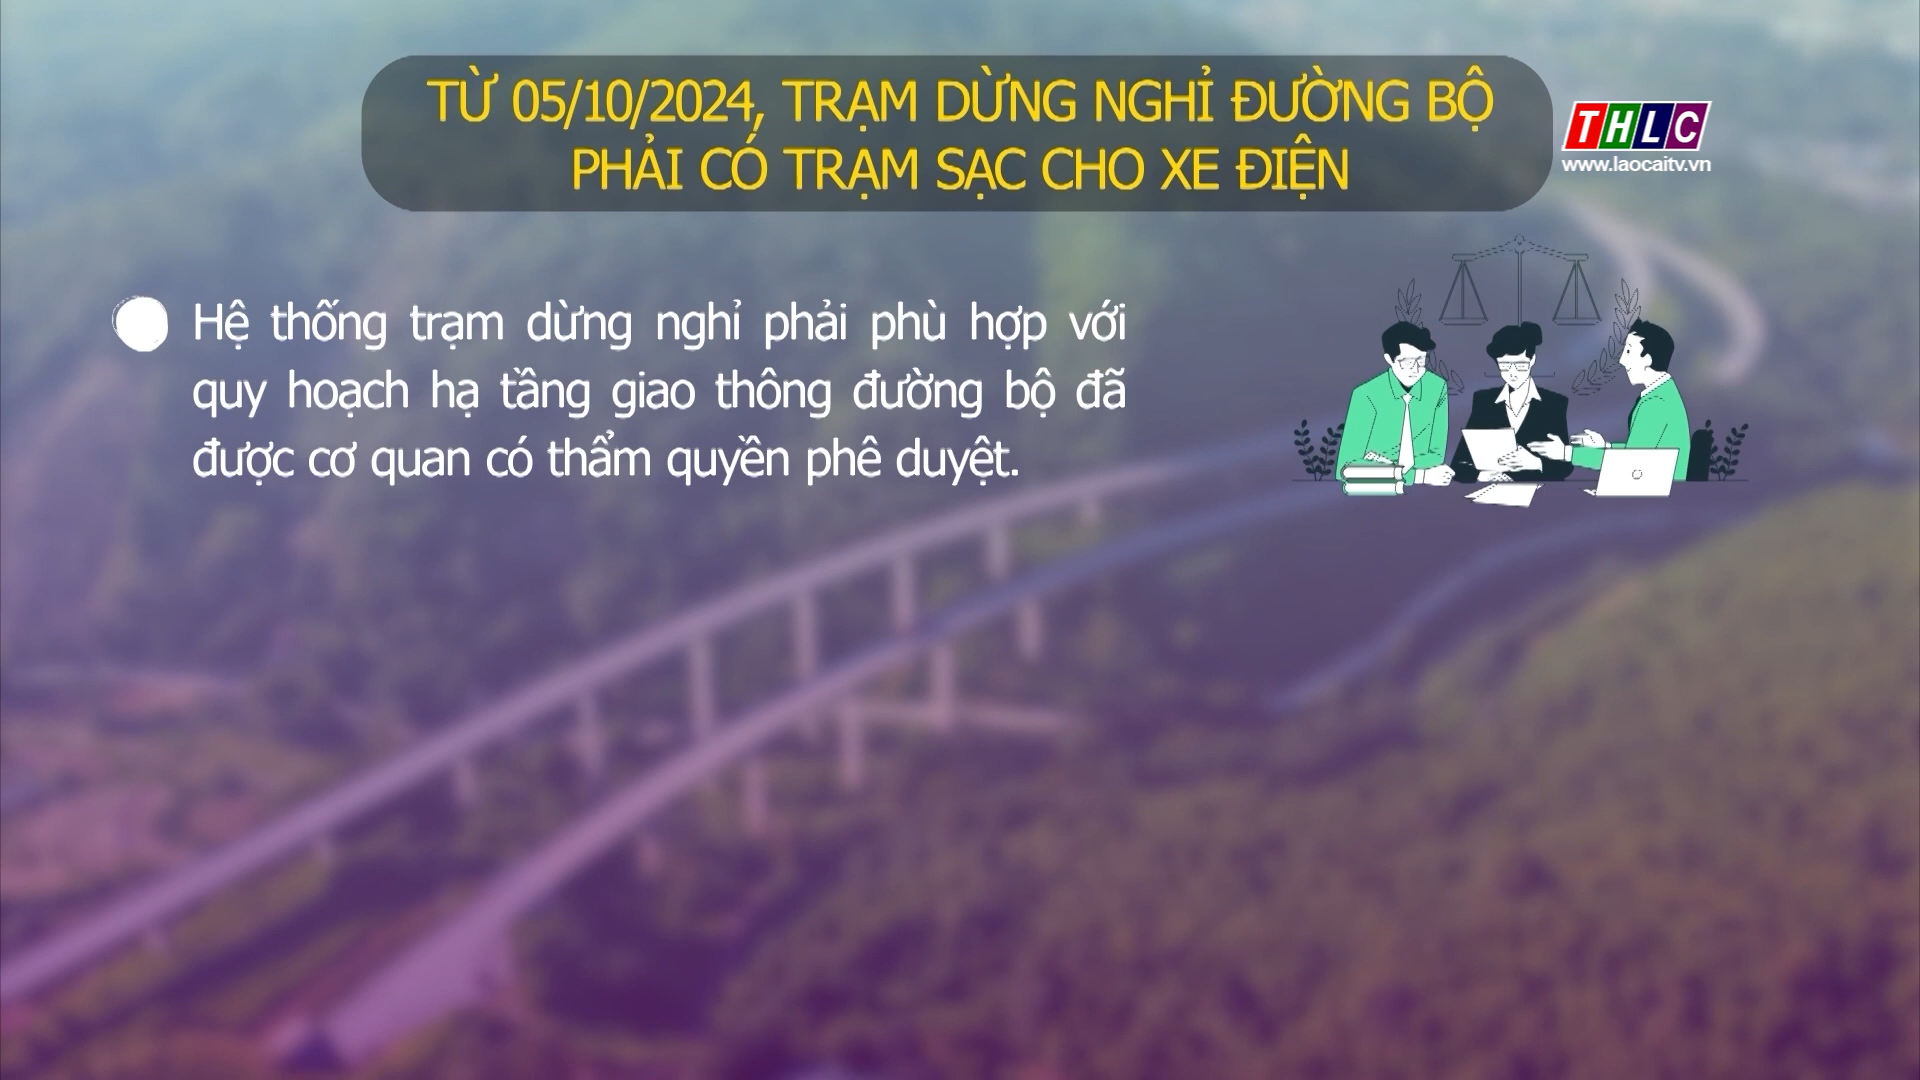 TỪ 05/10/2024, TRẠM DỪNG NGHỈ ĐƯỜNG BỘ
PHẢI CÓ TRẠM SẠC CHO XE ĐIỆN
THLC
www.laocaitv.vn
Hệ thống trạm dừng nghỉ phải phù hợp với
quy hoạch hạ tầng giao thông đường bộ đã
được cơ quan có thẩm quyền phê duyệt.